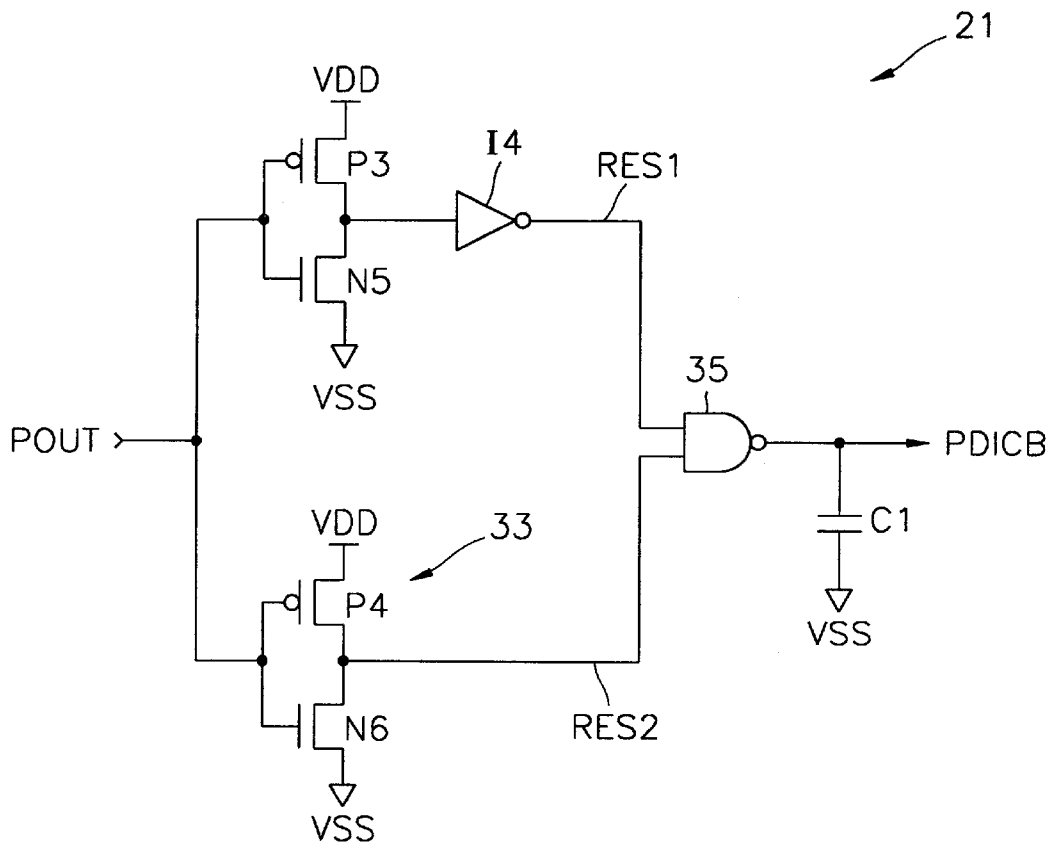 21
VDD
P3
I4
RES1
N5
VSS
35
POUT
PDICB
VDD
33
C1
P4
VSS
N6
RES2
VSS